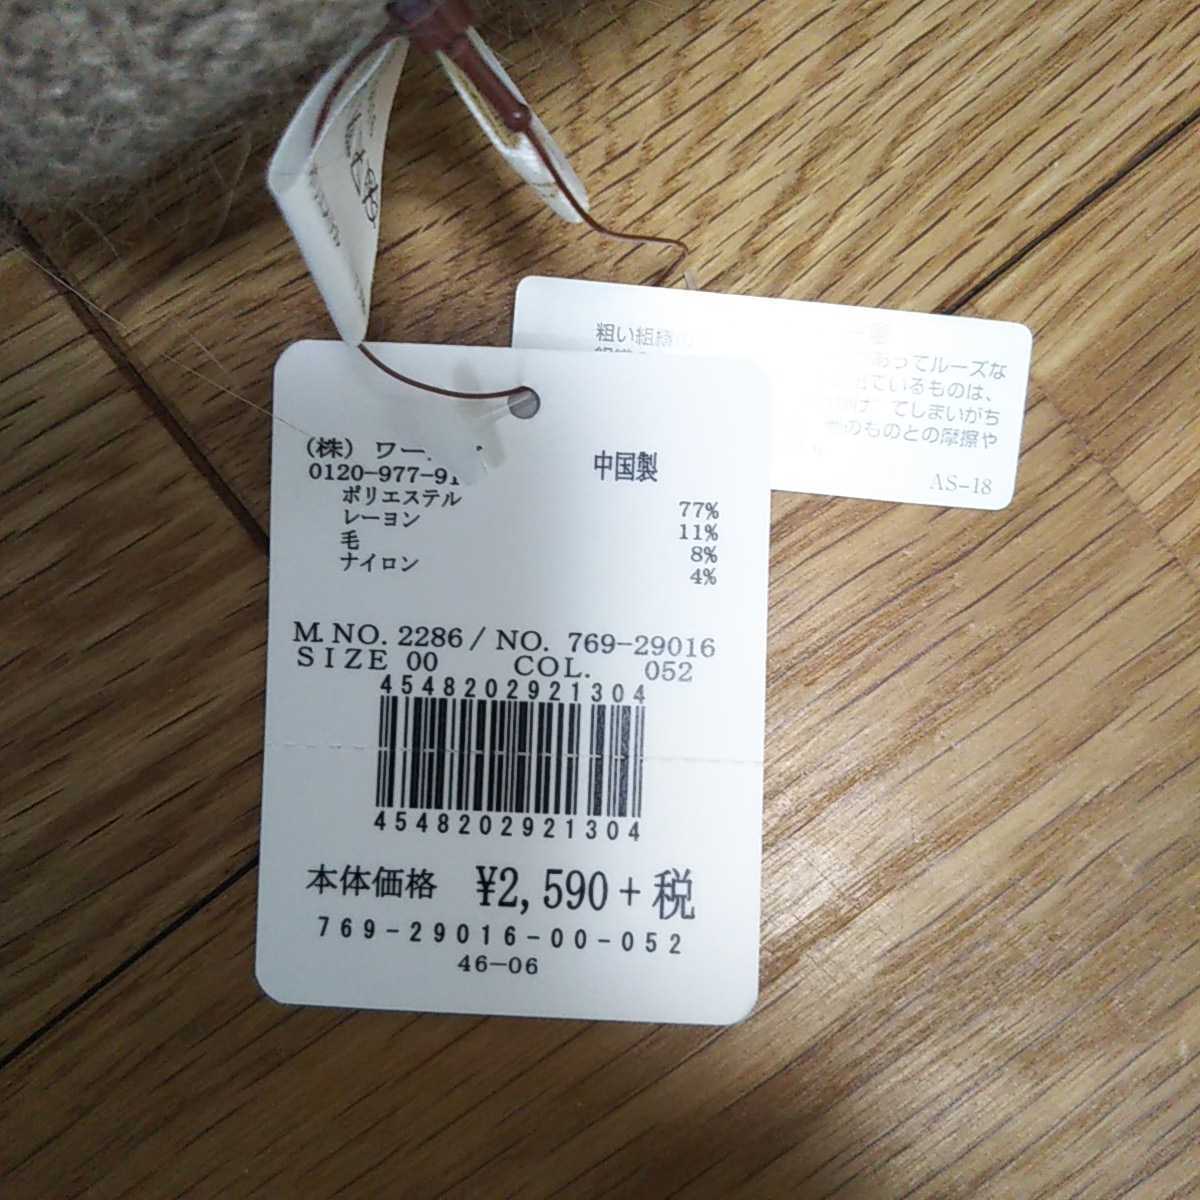 粗い組織の
あってルーズな
出ているものは、
てしまいがち
のものとの摩擦や
AS-18
(株) ワー
0120-977-91
中国製
ポリエステル 77%
レーヨン 11%
毛 8%
ナイロン 4%
M.NO. 2286 / NO. 769-29016
SIZE 00 COL. 052
4548202921304
4548202921304
本体価格 ¥2,590+税
769-29016-00-052
46-06